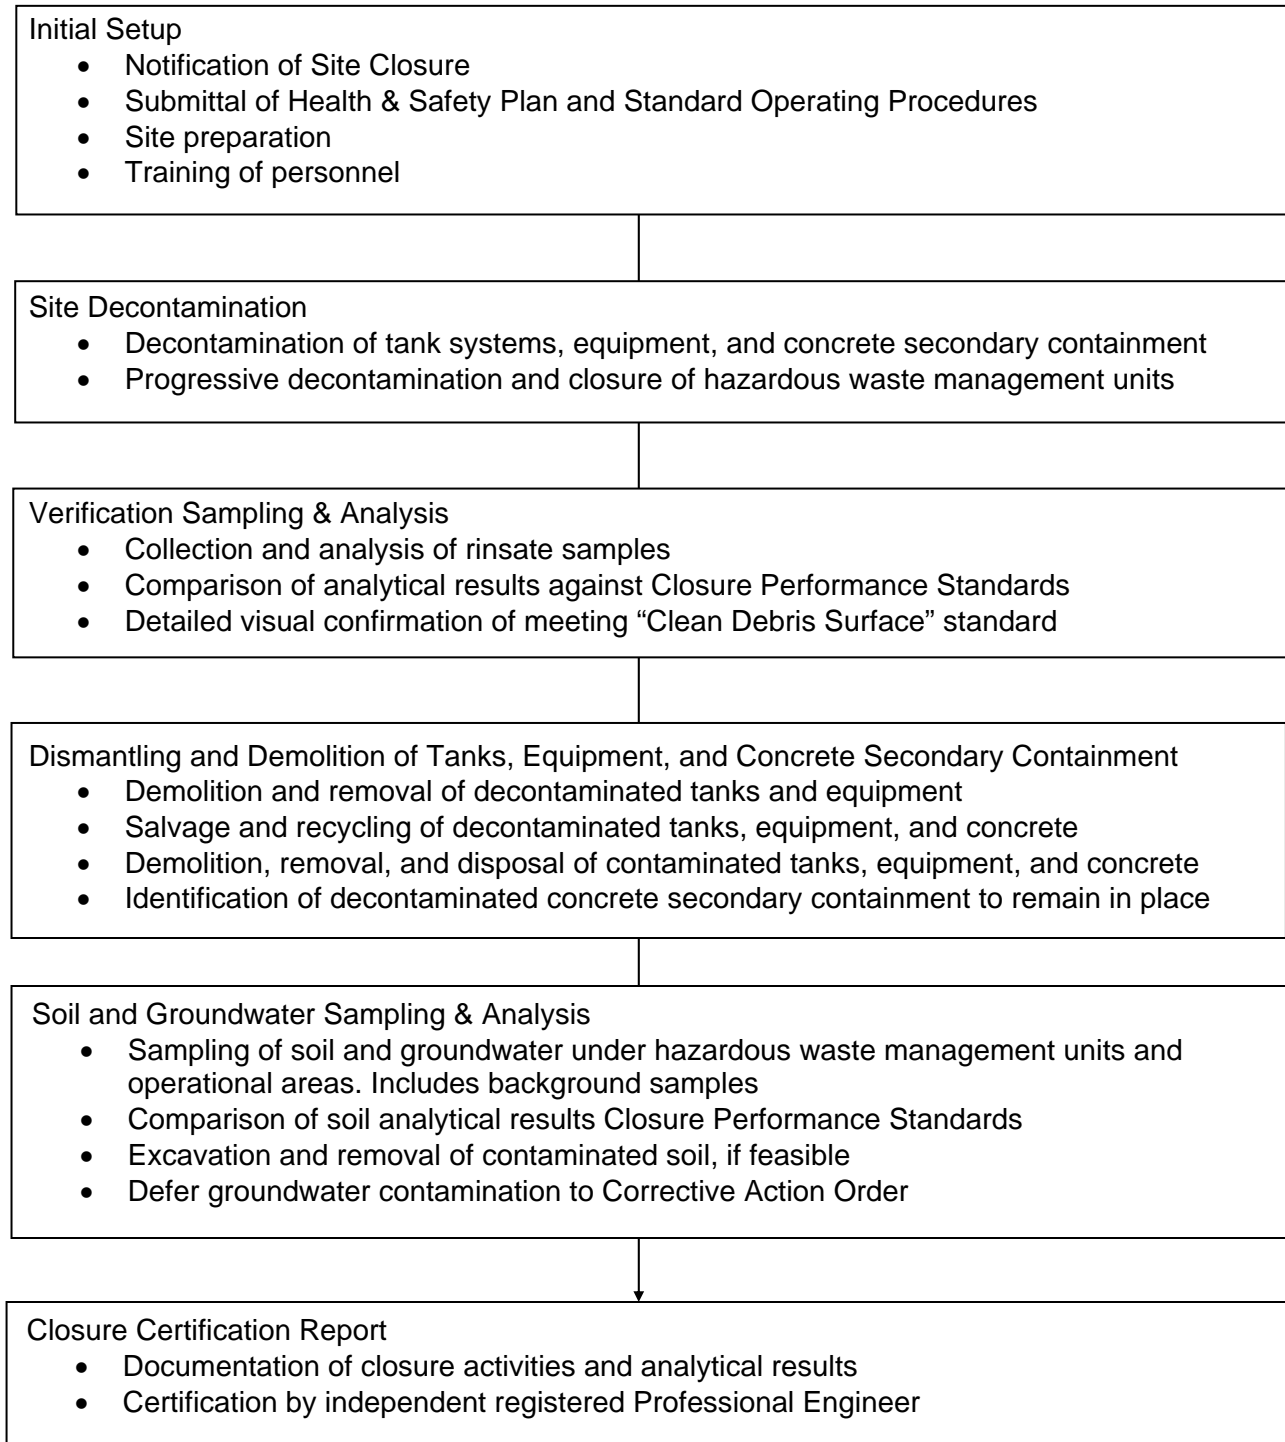 Initial Setup
• Notification of Site Closure
• Submittal of Health & Safety Plan and Standard Operating Procedures
• Site preparation
• Training of personnel
Site Decontamination
• Decontamination of tank systems, equipment, and concrete secondary containment
• Progressive decontamination and closure of hazardous waste management units
Verification Sampling & Analysis
• Collection and analysis of rinsate samples
• Comparison of analytical results against Closure Performance Standards
• Detailed visual confirmation of meeting “Clean Debris Surface” standard
Dismantling and Demolition of Tanks, Equipment, and Concrete Secondary Containment
• Demolition and removal of decontaminated tanks and equipment
• Salvage and recycling of decontaminated tanks, equipment, and concrete
• Demolition, removal, and disposal of contaminated tanks, equipment, and concrete
• Identification of decontaminated concrete secondary containment to remain in place
Soil and Groundwater Sampling & Analysis
• Sampling of soil and groundwater under hazardous waste management units and
operational areas. Includes background samples
• Comparison of soil analytical results Closure Performance Standards
• Excavation and removal of contaminated soil, if feasible
• Defer groundwater contamination to Corrective Action Order
Closure Certification Report
• Documentation of closure activities and analytical results
• Certification by independent registered Professional Engineer